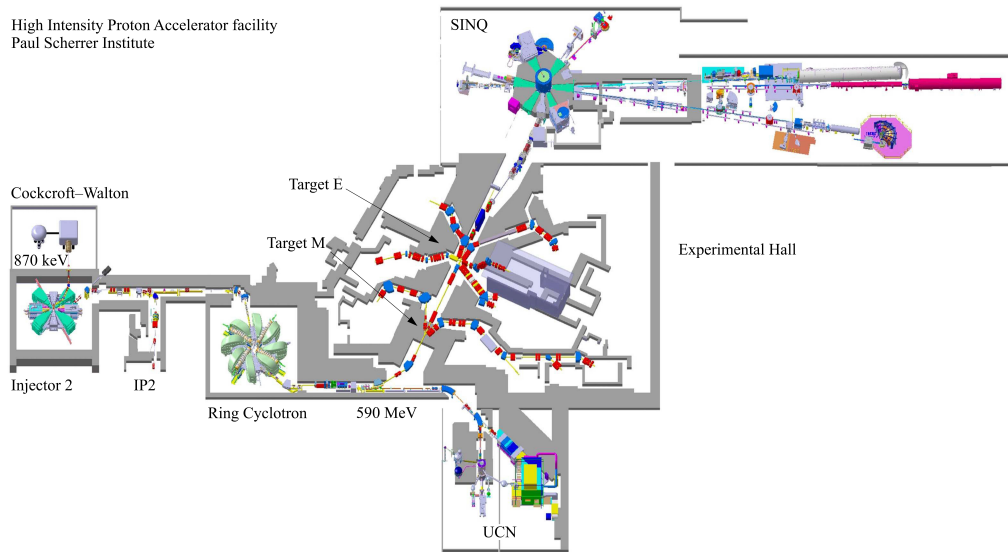 High Intensity Proton Accelerator facility
Paul Scherrer Institute
SINQ
Target E
Cockcroft–Walton
Target M
Experimental Hall
870 keV
Injector 2
IP2
Ring Cyclotron
590 MeV
UCN